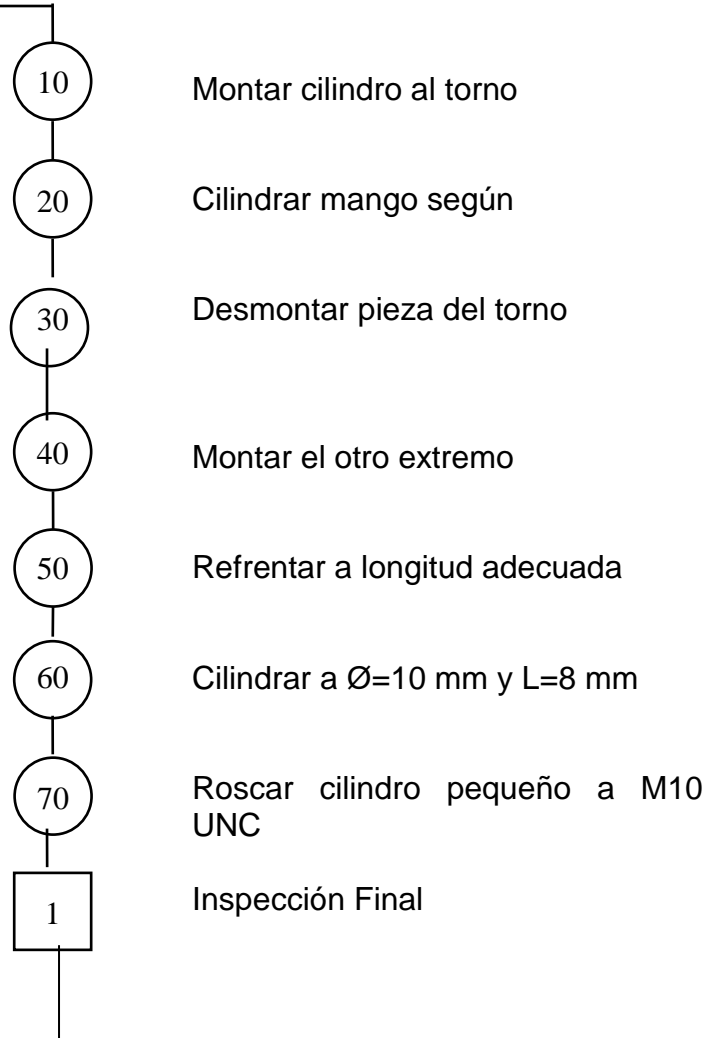 10 Montar cilindro al torno
20 Cilindrar mango según
30 Desmontar pieza del torno
40 Montar el otro extremo
50 Refrentar a longitud adecuada
60 Cilindrar a Ø=10 mm y L=8 mm
70 Roscar cilindro pequeño a M10
UNC
1 Inspección Final